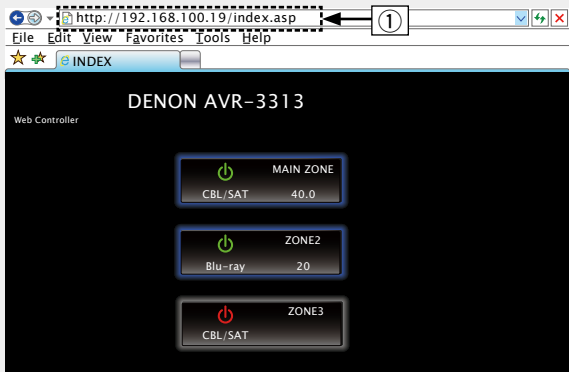 http://192.168.100.19/index.asp ①
File Edit View Favorites Tools Help
INDEX
DENON AVR-3313
Web Controller
MAIN ZONE
CBL/SAT 40.0
ZONE2
Blu-ray 20
ZONE3
CBL/SAT